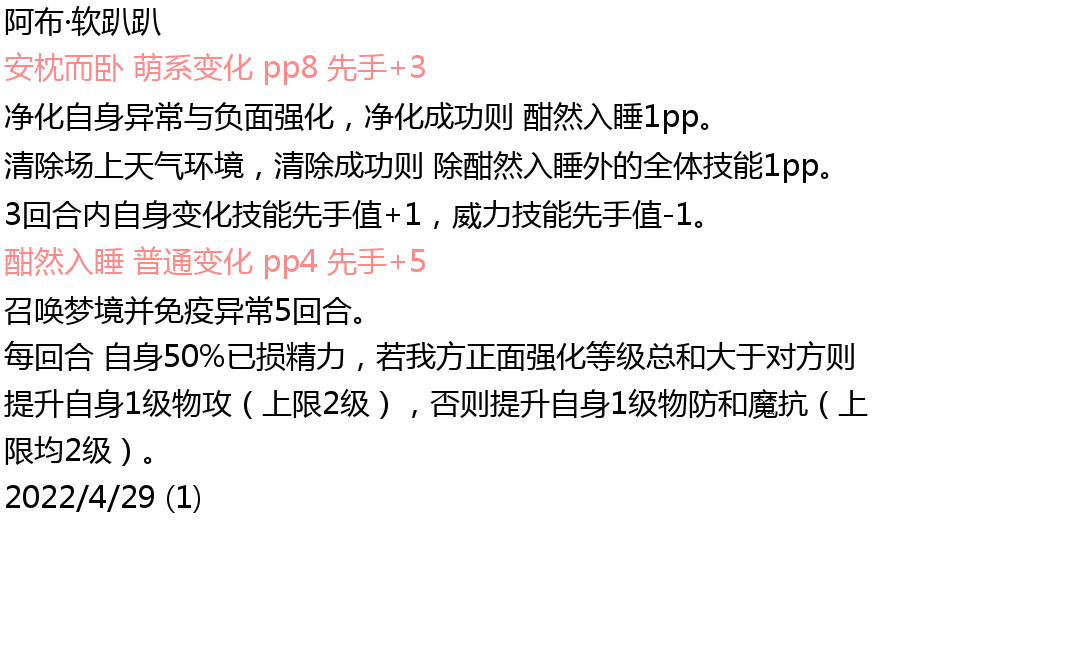 阿布·软趴趴
安枕而卧 萌系变化 pp8 先手+3
净化自身异常与负面强化，净化成功则 酣然入睡1pp。
清除场上天气环境，清除成功则 除酣然入睡外的全体技能1pp。
3回合内自身变化技能先手值+1，威力技能先手值-1。
酣然入睡 普通变化 pp4 先手+5
召唤梦境并免疫异常5回合。
每回合 自身50%已损精力，若我方正面强化等级总和大于对方则
提升自身1级物攻（上限2级），否则提升自身1级物防和魔抗（上
限均2级）。
2022/4/29 (1)